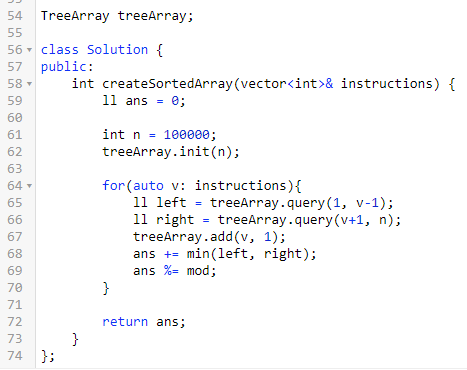 54 TreeArray treeArray;
55
56 class Solution {
57 public:
58     int createSortedArray(vector<int>& instructions) {
59         ll ans = 0;
60
61         int n = 100000;
62         treeArray.init(n);
63
64         for(auto v: instructions){
65             ll left = treeArray.query(1, v-1);
66             ll right = treeArray.query(v+1, n);
67             treeArray.add(v, 1);
68             ans += min(left, right);
69             ans %= mod;
70         }
71
72         return ans;
73     }
74 };